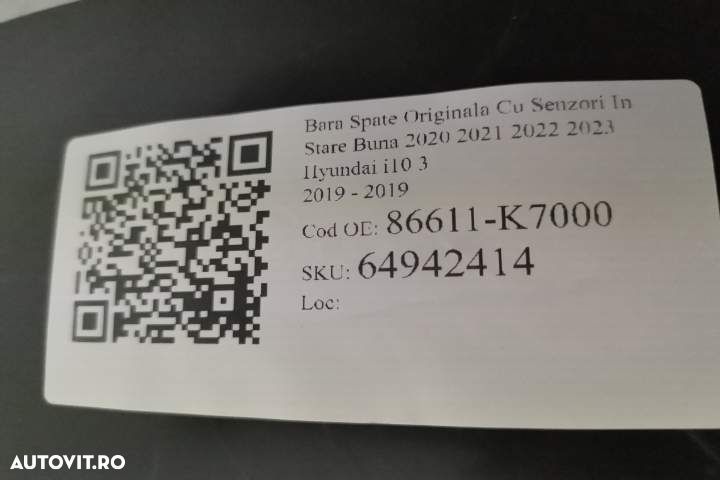 Bara Spate Originala Cu Senzori In
Stare Buna 2020 2021 2022 2023
Hyundai i10 3
2019 - 2019
Cod OE: 86611-K7000
SKU: 64942414
Loc:
AUTOVIT.RO